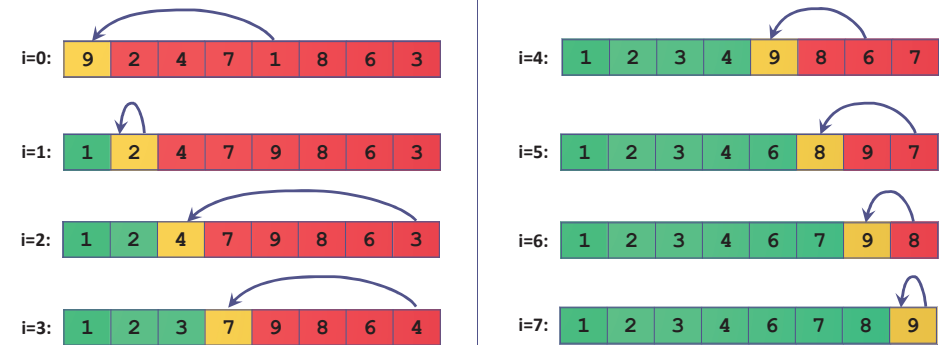 i=0: 9 2 4 7 1 8 6 3
i=1: 1 2 4 7 9 8 6 3
i=2: 1 2 4 7 9 8 6 3
i=3: 1 2 3 7 9 8 6 4
i=4: 1 2 3 4 9 8 6 7
i=5: 1 2 3 4 6 8 9 7
i=6: 1 2 3 4 6 7 9 8
i=7: 1 2 3 4 6 7 8 9